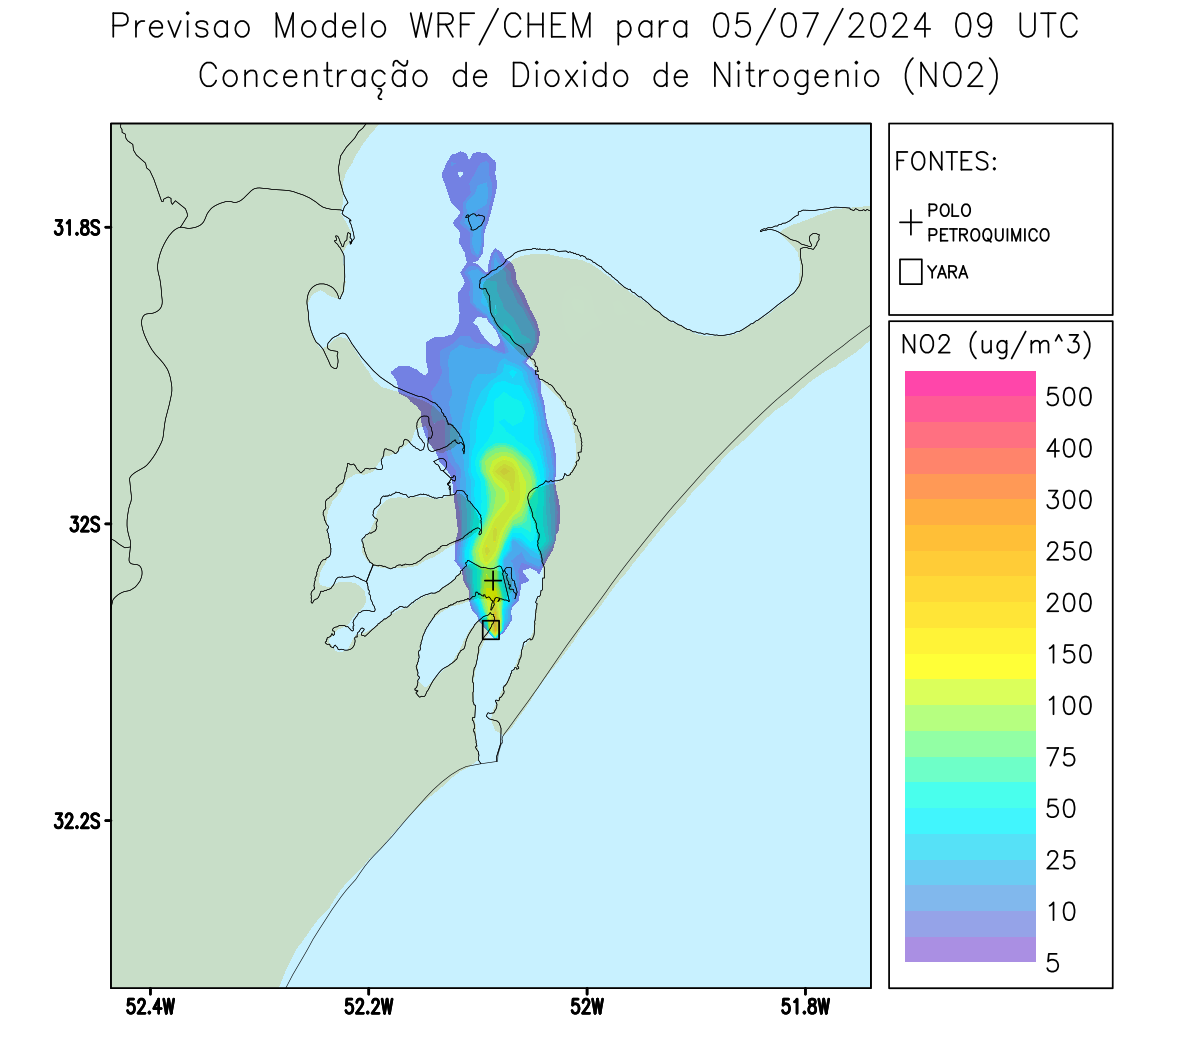 Previsao Modelo WRF/CHEM para 05/07/2024 09 UTC
Concentração de Dioxido de Nitrogenio (NO2)
FONTES:
POLO
PETROQUIMICO
YARA
31.8S
32S
32.2S
52.4W
52.2W
52W
51.8W
NO2 (ug/m^3)
500
400
300
250
200
150
100
75
50
25
10
5